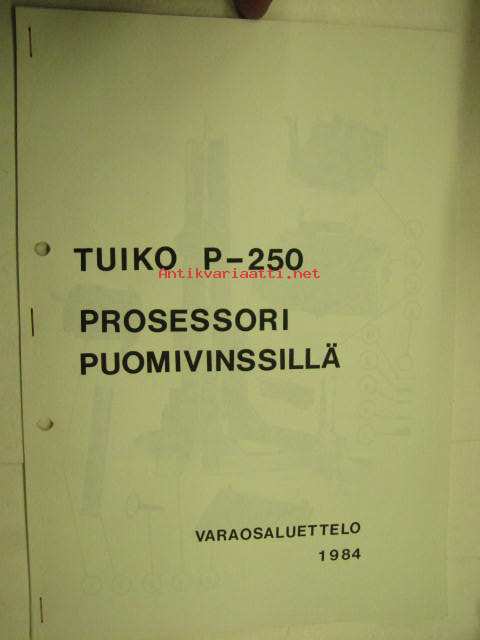 TUIKO P-250
Antikvariaatti.net
PROSESSORI
PUOMIVINSSILLÄ
VARAOSALUETTELO
1984